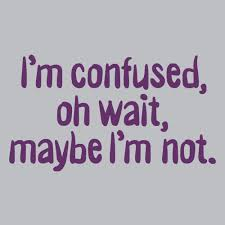 I'm confused,
oh wait,
maybe I'm not.